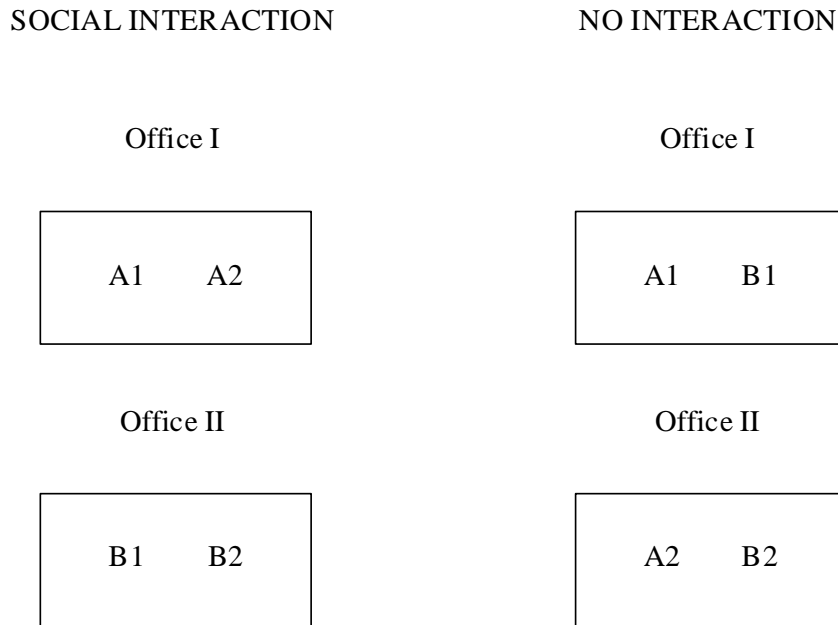 SOCIAL INTERACTION
NO INTERACTION
Office I
Office I
A1 A2
A1 B1
Office II
Office II
B1 B2
A2 B2